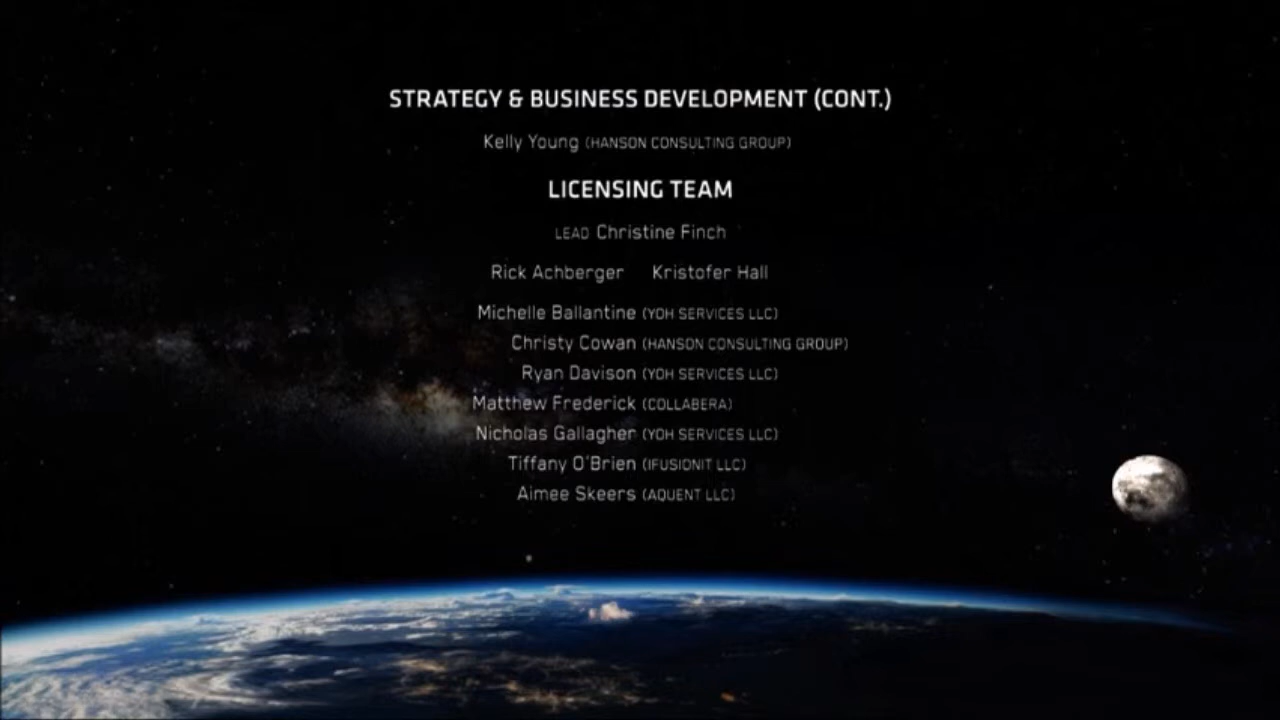 STRATEGY & BUSINESS DEVELOPMENT (CONT.)
Kelly Young (HANSON CONSULTING GROUP)
LICENSING TEAM
LEAD Christine Finch
Rick Achberger Kristofer Hall
Michelle Ballantine (YOH SERVICES LLC)
Christy Cowan (HANSON CONSULTING GROUP)
Ryan Davison (YOH SERVICES LLC)
Matthew Frederick (COLLABERA)
Nicholas Gallagher (YOH SERVICES LLC)
Tiffany O'Brien (IFUSIONIT LLC)
Aimee Skeers (AQUENT LLC)